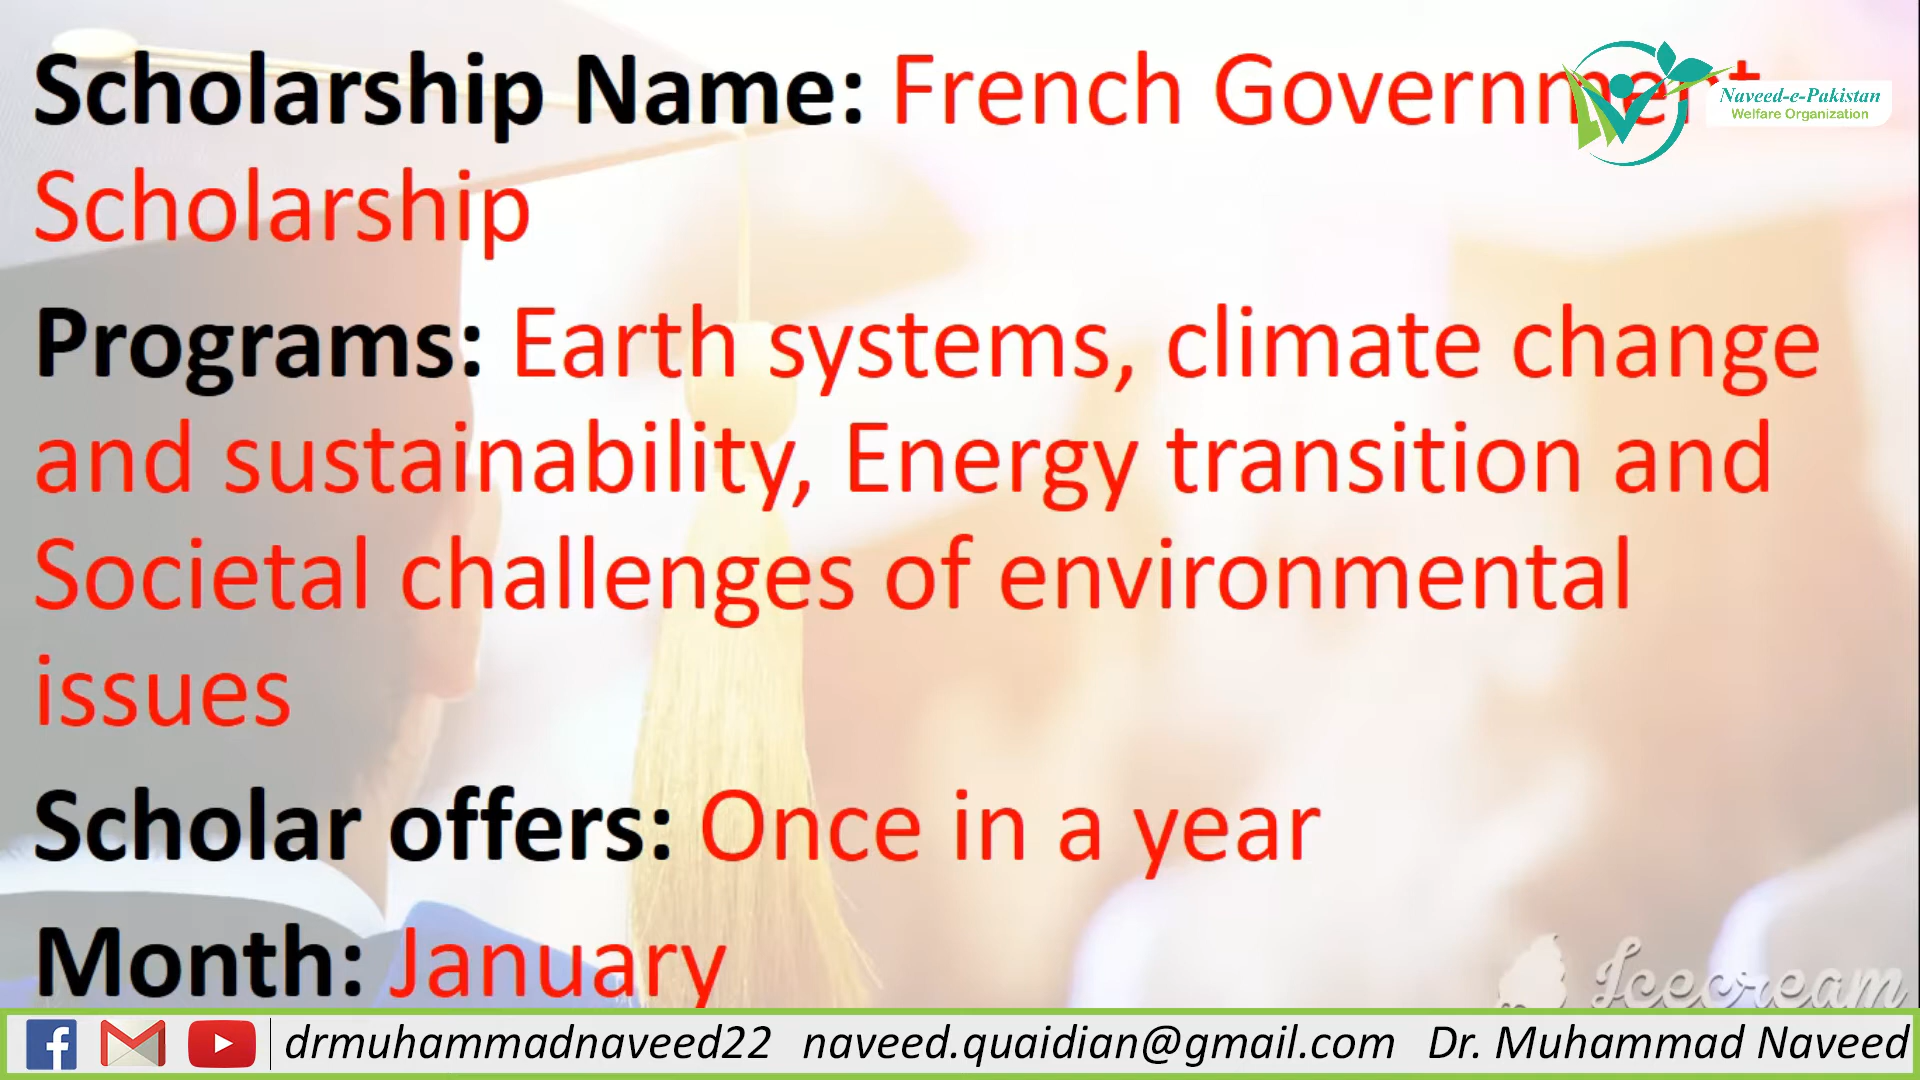 Scholarship Name: French Government
Naveed-e-Pakistan
Welfare Organization
Scholarship
Programs: Earth systems, climate change
and sustainability, Energy transition and
Societal challenges of environmental
issues
Scholar offers: Once in a year
Month: January
Icecream
drmuhammadnaveed22 naveed.quaidian@gmail.com Dr. Muhammad Naveed